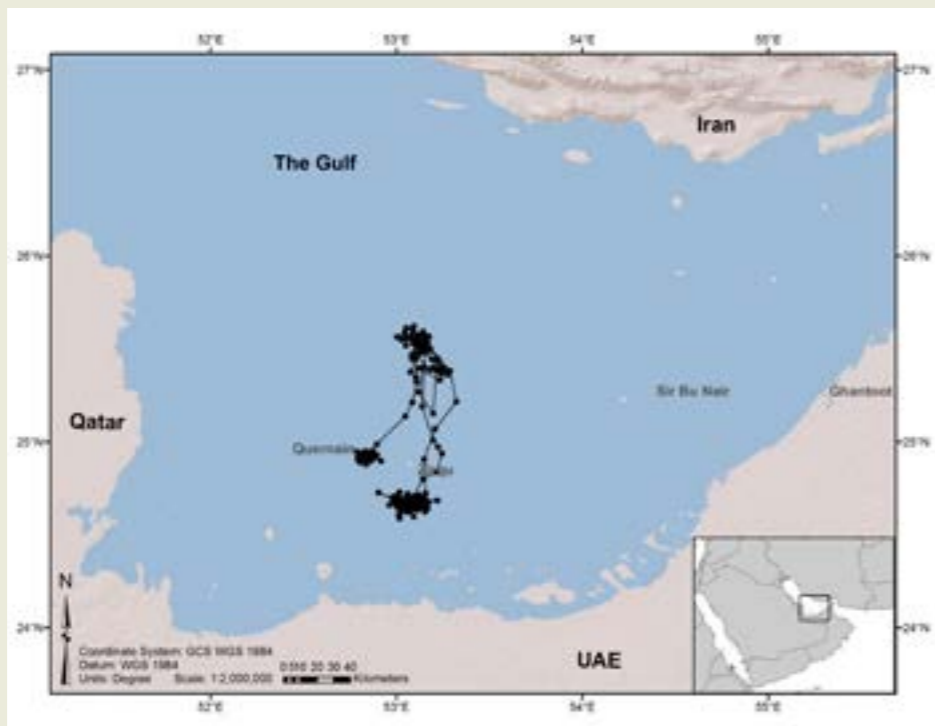 52°E 53°E 54°E 55°E
27°N 27°N
Iran
The Gulf
26°N 26°N
Sir Bu Nair Ghantoot
Qatar
25°N 25°N
Quernain
N
24°N 24°N
Coordinate System: GCS WGS 1984
Datum: WGS 1984
Units: Degree Scale: 1:2,000,000
Kilometers
UAE
52°E 53°E 54°E 55°E